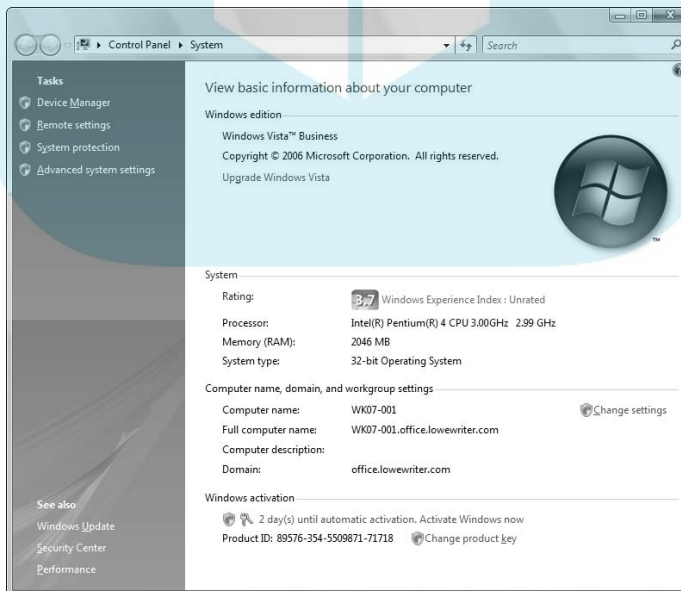 Control Panel ▸ System
Search
Tasks
Device Manager
Remote settings
System protection
Advanced system settings
View basic information about your computer
Windows edition
Windows Vista™ Business
Copyright © 2006 Microsoft Corporation. All rights reserved.
Upgrade Windows Vista
TM
System
Rating: 3.7 Windows Experience Index : Unrated
Processor: Intel(R) Pentium(R) 4 CPU 3.00GHz 2.99 GHz
Memory (RAM): 2046 MB
System type: 32-bit Operating System
Computer name, domain, and workgroup settings
Computer name: WK07-001 Change settings
Full computer name: WK07-001.office.lowewriter.com
Computer description:
Domain: office.lowewriter.com
Windows activation
2 day(s) until automatic activation. Activate Windows now
Product ID: 89576-354-5509871-71718 Change product key
See also
Windows Update
Security Center
Performance